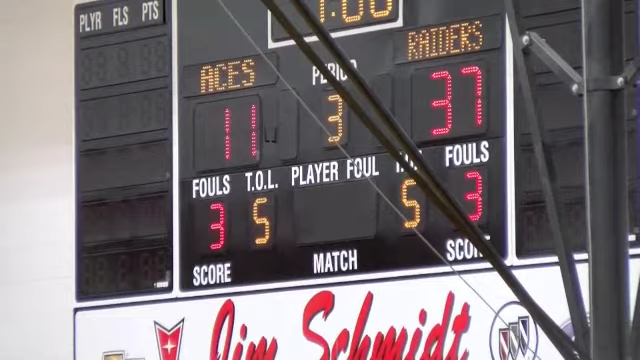 PLYR FLS PTS
1:00
ACES PERIOD RAIDERS
11 3 37
FOULS T.O.L. PLAYER FOUL FOULS
3 5 5 3
SCORE MATCH
Jim Schmidt